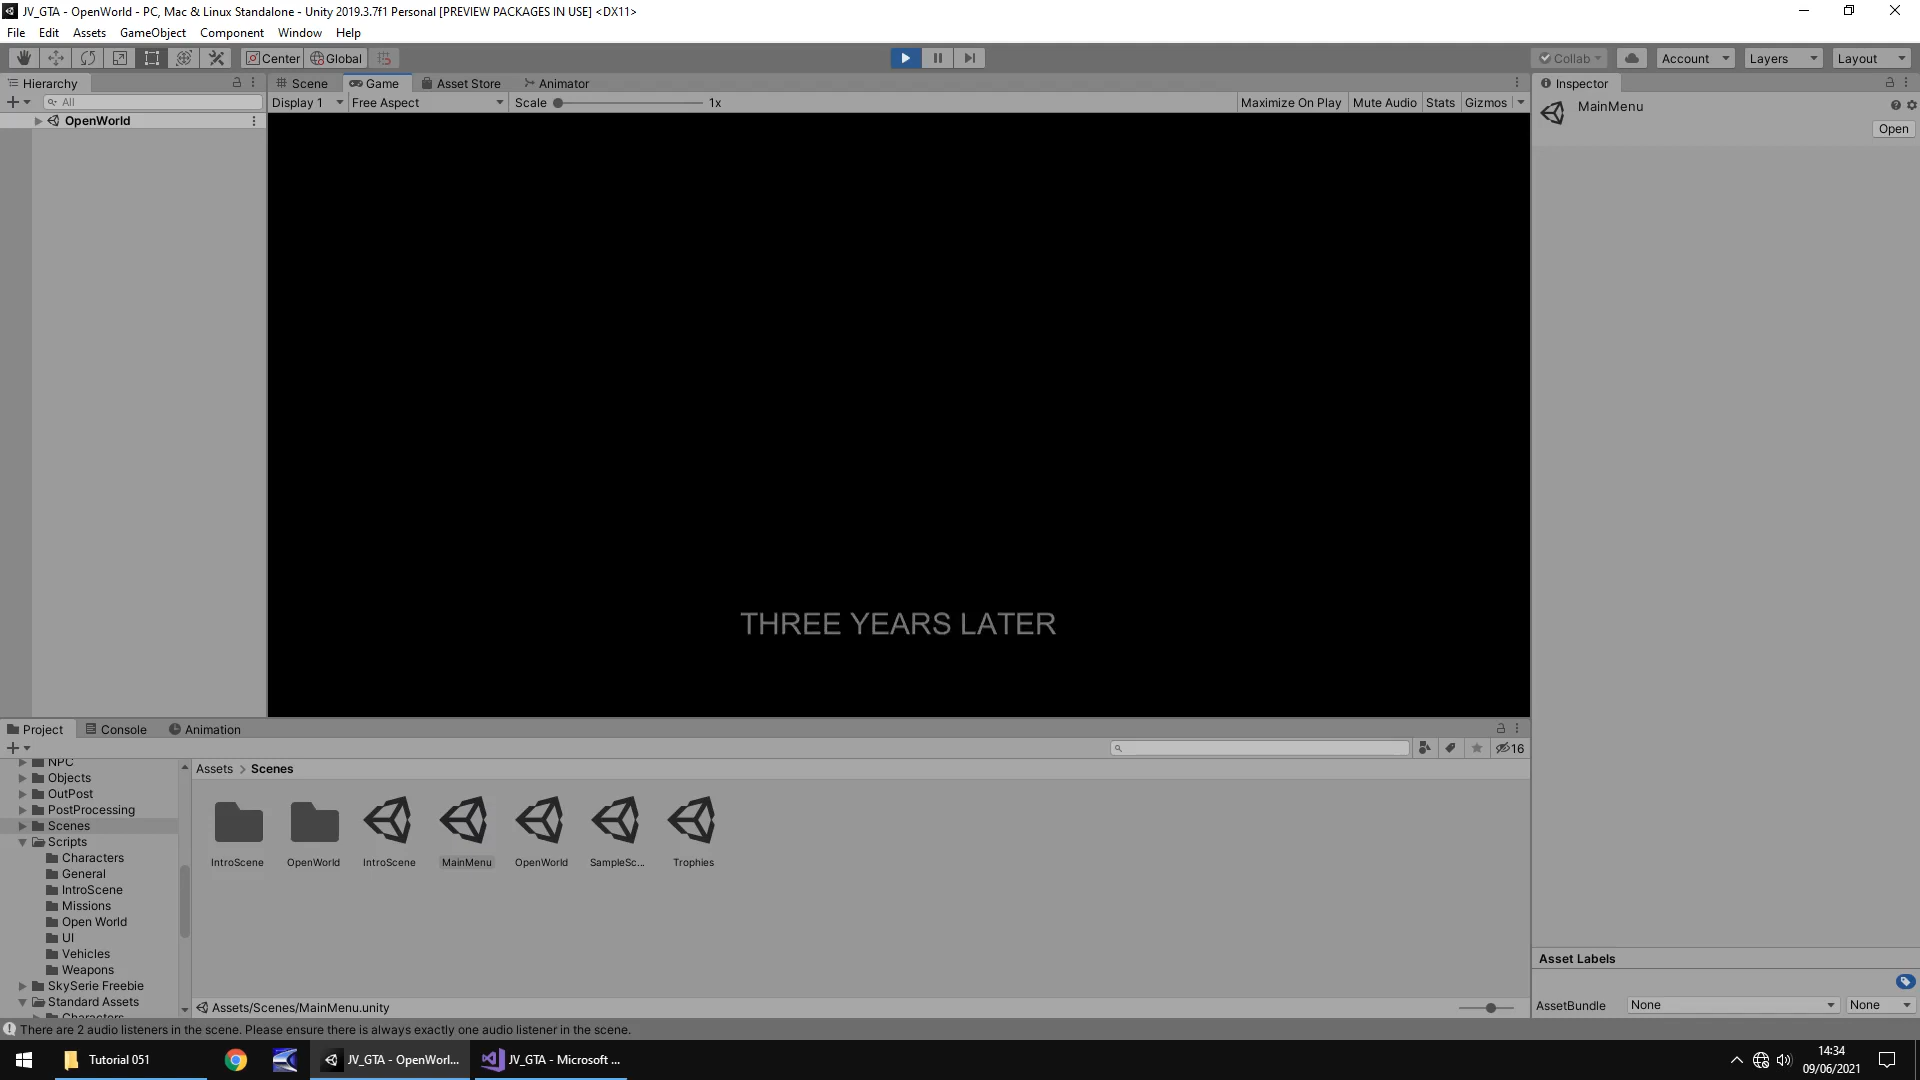 JV_GTA - OpenWorld - PC, Mac & Linux Standalone - Unity 2019.3.7f1 Personal [PREVIEW PACKAGES IN USE] <DX11>
File Edit Assets GameObject Component Window Help
Center Global Collab Account Layers Layout
Hierarchy
All
OpenWorld
Scene Game Asset Store Animator
Display 1 Free Aspect Scale 1x Maximize On Play Mute Audio Stats Gizmos
THREE YEARS LATER
Inspector
MainMenu
Open
Project Console Animation
16
NPC
Objects
OutPost
PostProcessing
Scenes
Scripts
Characters
General
IntroScene
Missions
Open World
UI
Vehicles
Weapons
SkySerie Freebie
Standard Assets
Characters
Assets > Scenes
IntroScene OpenWorld IntroScene MainMenu OpenWorld SampleSc... Trophies
Assets/Scenes/MainMenu.unity
Asset Labels
AssetBundle None None
There are 2 audio listeners in the scene. Please ensure there is always exactly one audio listener in the scene.
Tutorial 051
JV_GTA - OpenWorl...
JV_GTA - Microsoft ...
14:34
09/06/2021